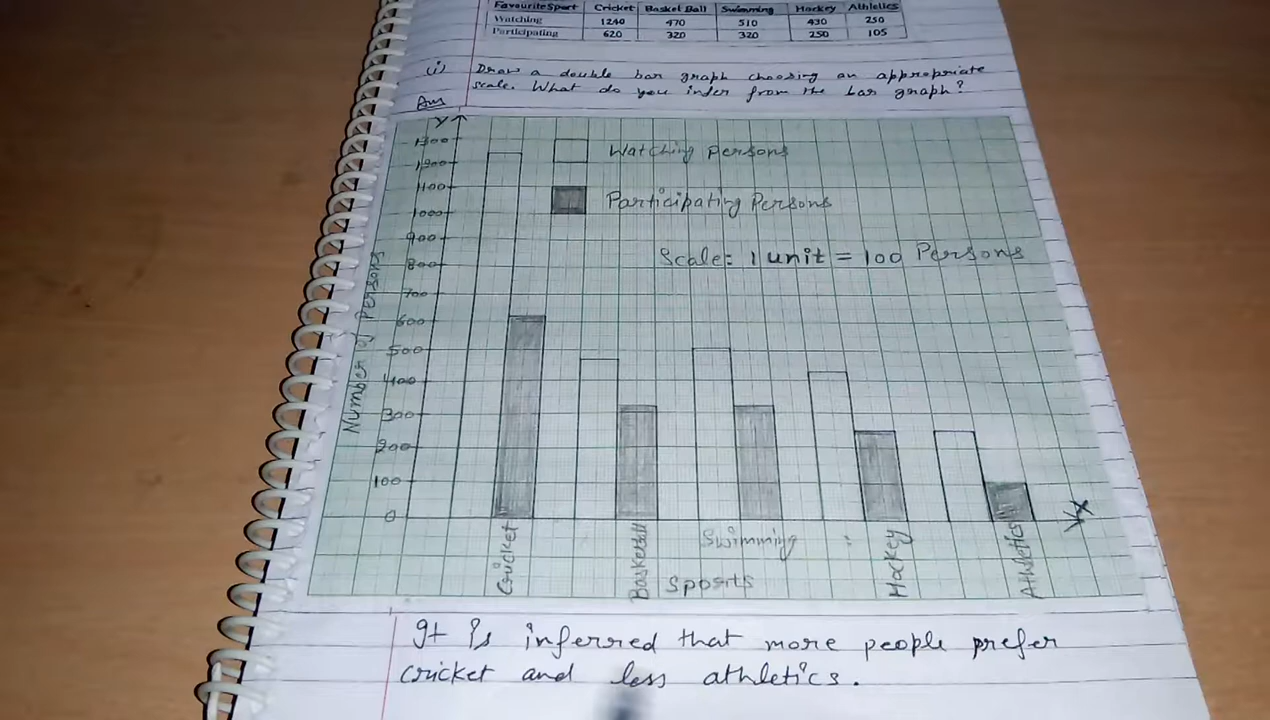 Favourite Sport Cricket Basket Ball Swimming Hockey Athletics
Watching 1240 470 510 430 250
Participating 620 320 320 250 105
(i) Draw a double bar graph choosing an appropriate
scale. What do you infer from the bar graph?
Ans
Y
1300
1200
1100
1000
900
800
700
600
500
400
300
200
100
0
Number of Persons
Watching Persons
Participating Persons
Scale: 1 unit = 100 Persons
Cricket Basketball Swimming Hockey Athletics
X
Sports
It is inferred that more people prefer
cricket and less athletics.